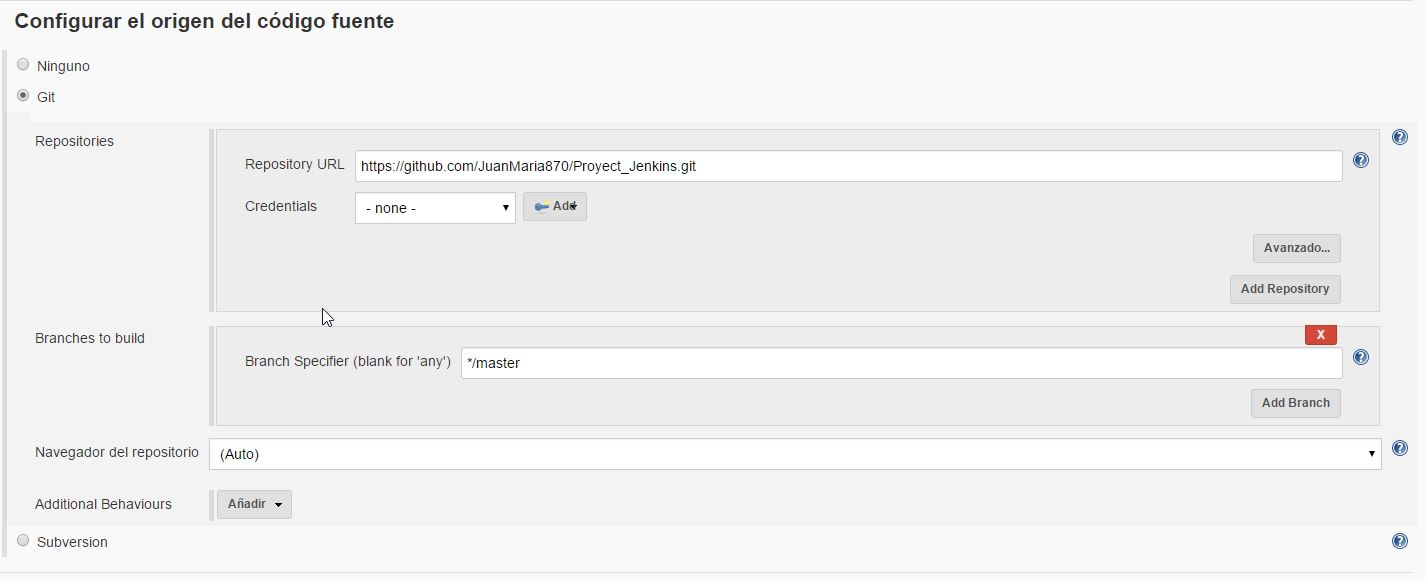 Configurar el origen del código fuente
Ninguno
Git
Repositories
Repository URL https://github.com/JuanMaria870/Proyect_Jenkins.git
Credentials - none - Add
Avanzado...
Add Repository
Branches to build
X
Branch Specifier (blank for 'any') */master
Add Branch
Navegador del repositorio (Auto)
Additional Behaviours Añadir
Subversion